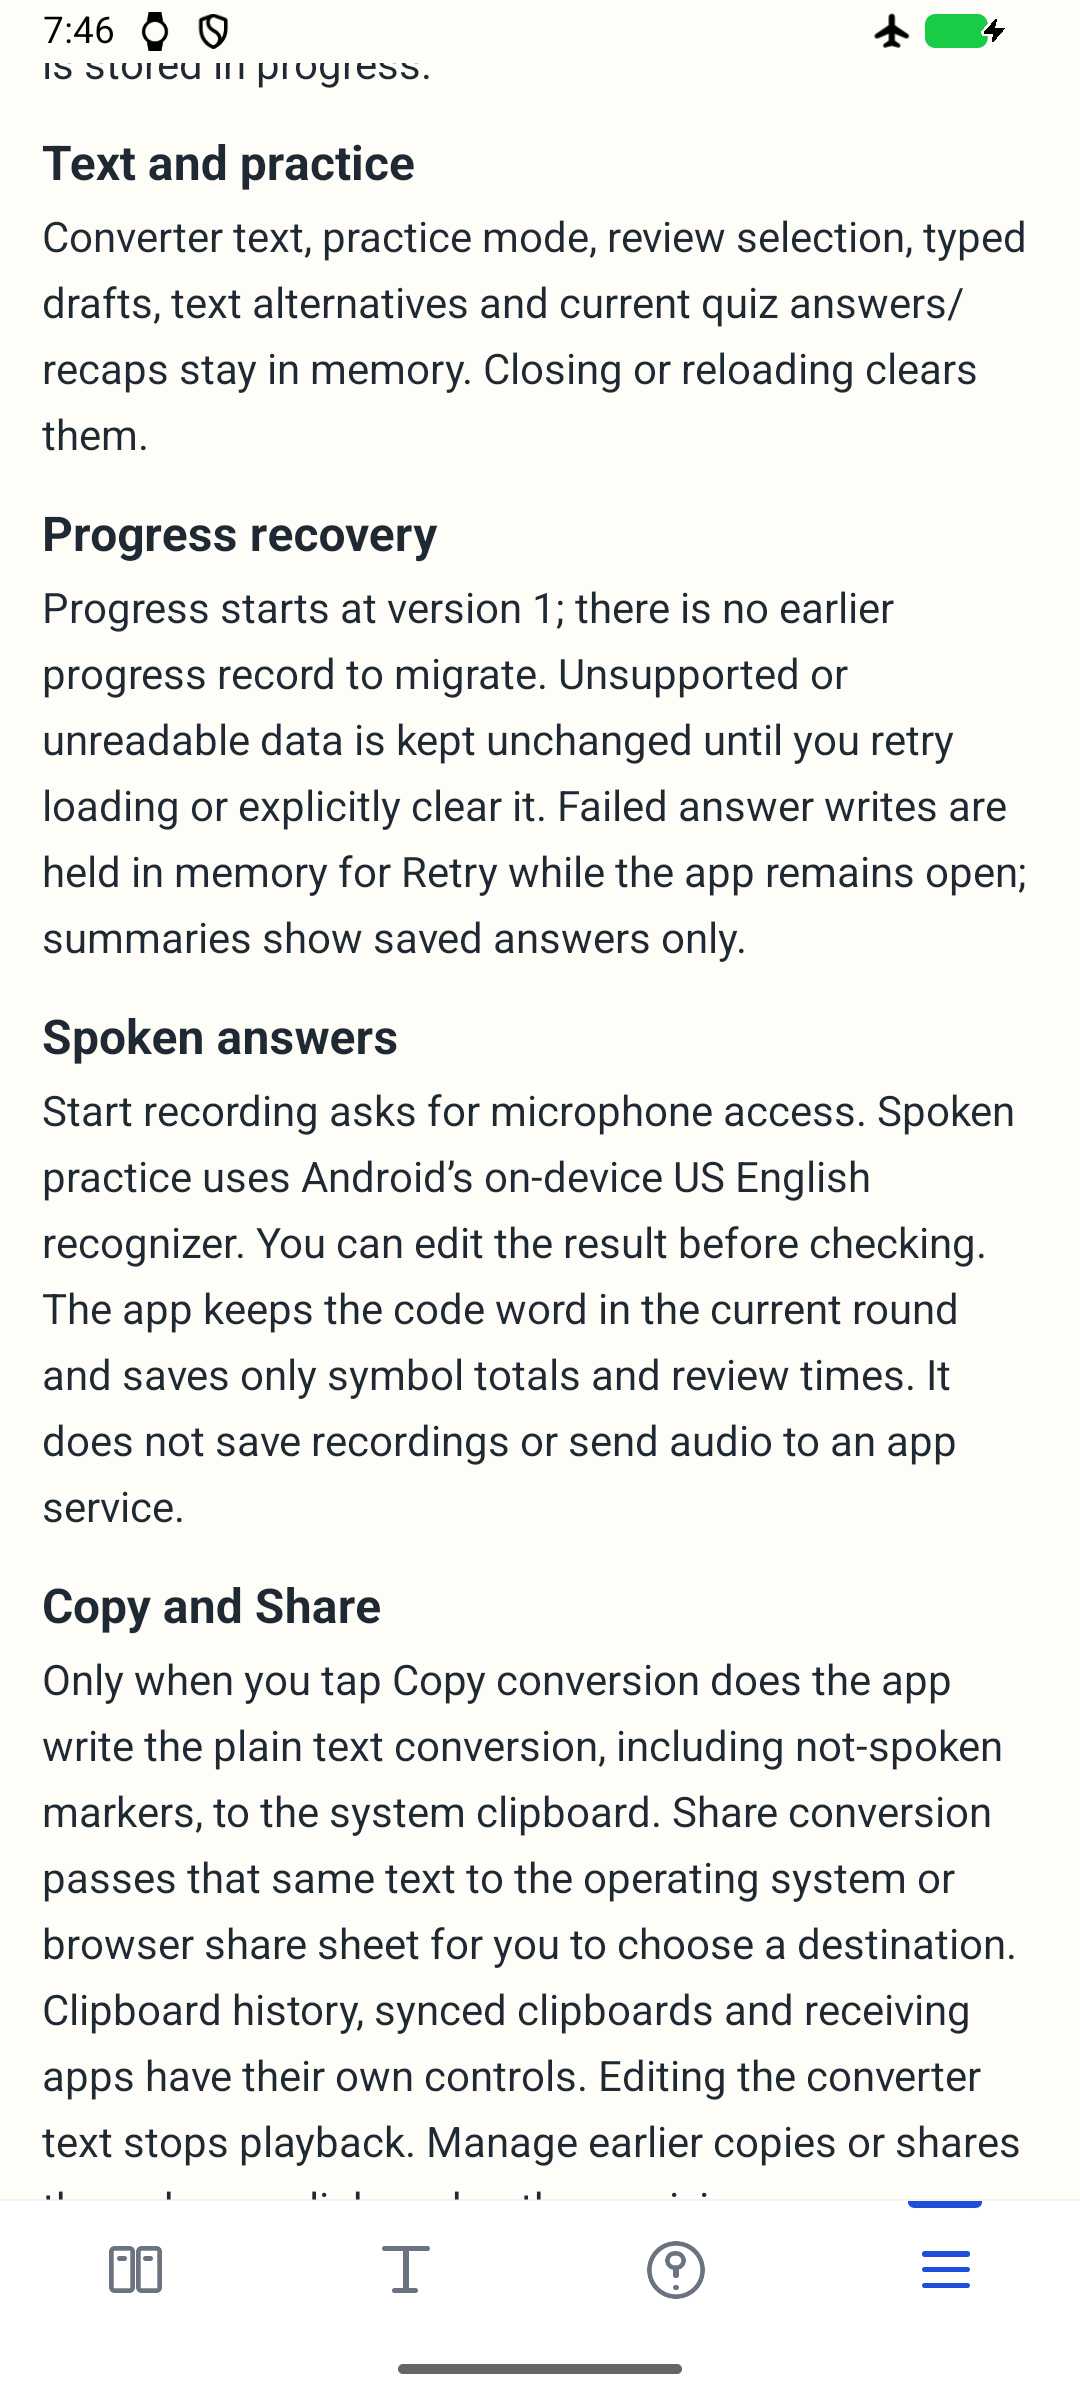 7:46
is stored in progress.
Text and practice
Converter text, practice mode, review selection, typed
drafts, text alternatives and current quiz answers/
recaps stay in memory. Closing or reloading clears
them.
Progress recovery
Progress starts at version 1; there is no earlier
progress record to migrate. Unsupported or
unreadable data is kept unchanged until you retry
loading or explicitly clear it. Failed answer writes are
held in memory for Retry while the app remains open;
summaries show saved answers only.
Spoken answers
Start recording asks for microphone access. Spoken
practice uses Android’s on-device US English
recognizer. You can edit the result before checking.
The app keeps the code word in the current round
and saves only symbol totals and review times. It
does not save recordings or send audio to an app
service.
Copy and Share
Only when you tap Copy conversion does the app
write the plain text conversion, including not-spoken
markers, to the system clipboard. Share conversion
passes that same text to the operating system or
browser share sheet for you to choose a destination.
Clipboard history, synced clipboards and receiving
apps have their own controls. Editing the converter
text stops playback. Manage earlier copies or shares